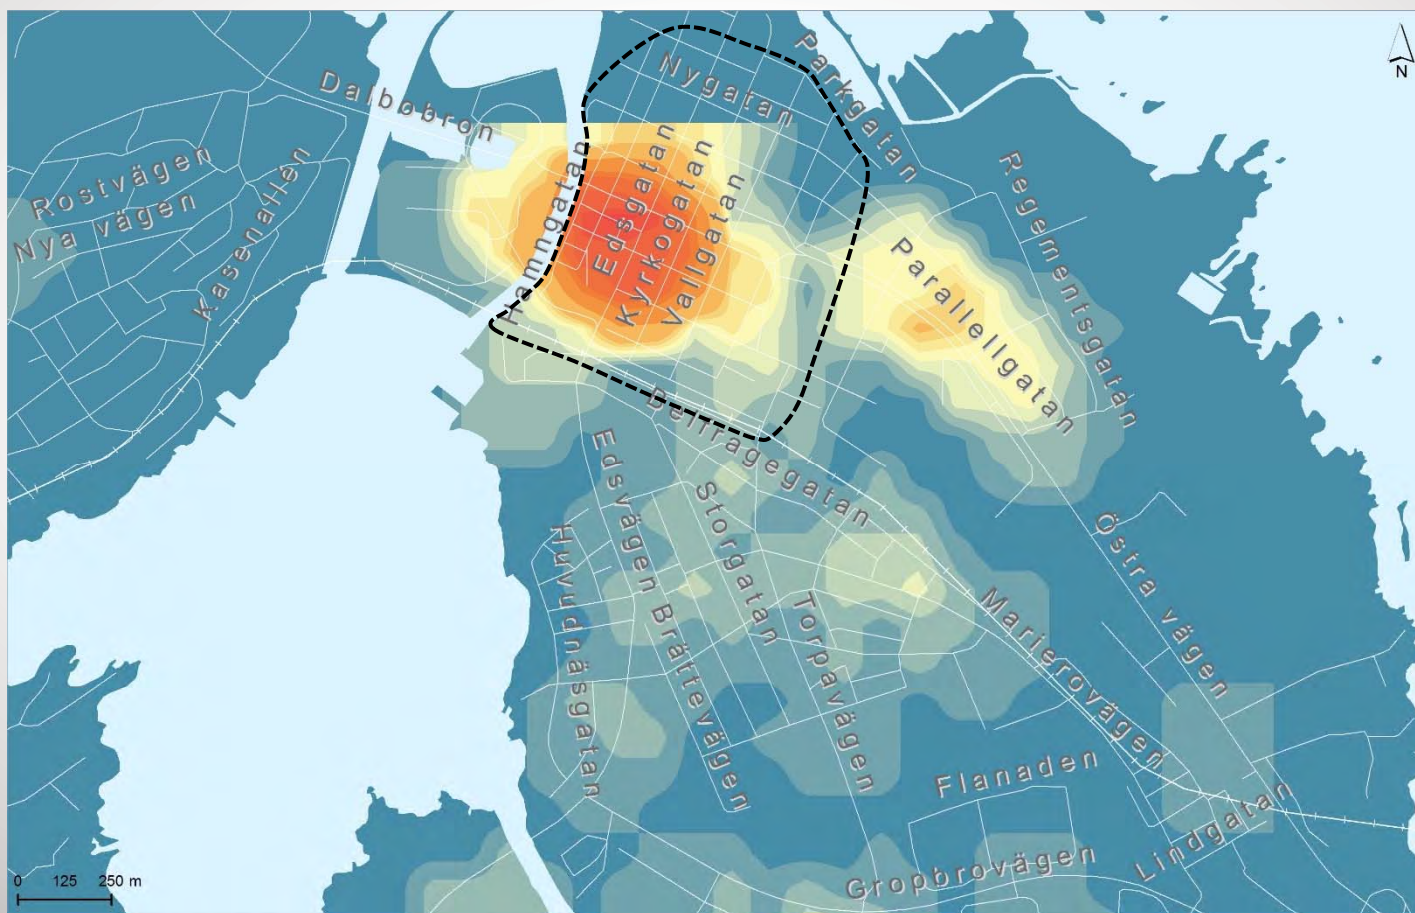 Parkgatan
Nygatan
N
Dalbobron
Rostvägen
Nya vägen
Kasenallén
Hamngatan
Edsgatan
Kyrkogatan
Vallgatan
Regementsgatan
Parallellgatan
Belfragegatan
Edsvägen
Storgatan
Huvudnäsgatan
Brättevägen
Torpavägen
Östra vägen
Marierovägen
Flanaden
Lindgatan
Gropbrovägen
0 125 250 m